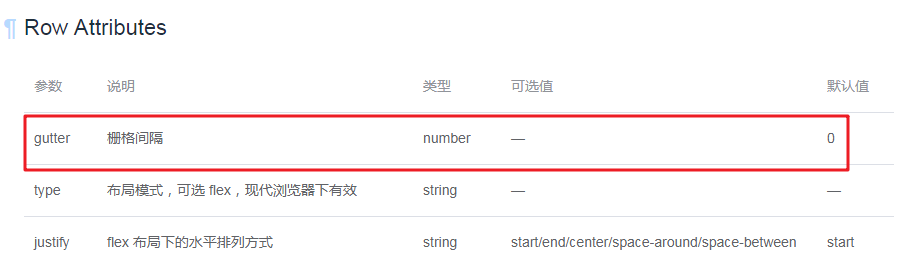 ¶ Row Attributes
参数 说明 类型 可选值 默认值
gutter 栅格间隔 number — 0
type 布局模式，可选 flex，现代浏览器下有效 string — —
justify flex 布局下的水平排列方式 string start/end/center/space-around/space-between start